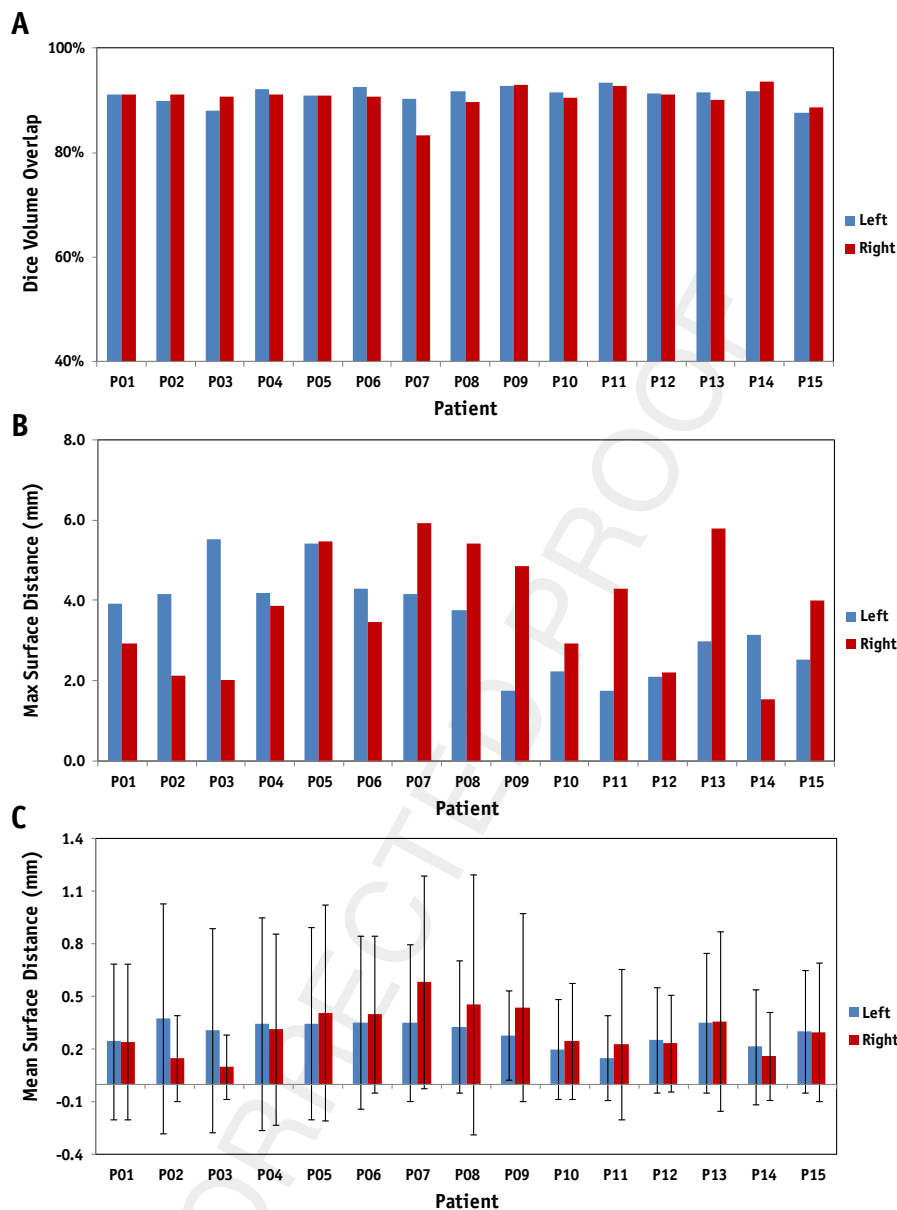 A
100%
80%
60%
40%
Dice Volume Overlap
P01 P02 P03 P04 P05 P06 P07 P08 P09 P10 P11 P12 P13 P14 P15
Patient
Left
Right
B
8.0
6.0
4.0
2.0
0.0
Max Surface Distance (mm)
P01 P02 P03 P04 P05 P06 P07 P08 P09 P10 P11 P12 P13 P14 P15
Patient
Left
Right
C
1.4
1.1
0.8
0.5
0.2
-0.1
-0.4
Mean Surface Distance (mm)
P01 P02 P03 P04 P05 P06 P07 P08 P09 P10 P11 P12 P13 P14 P15
Patient
Left
Right
ORRECTED PROOF